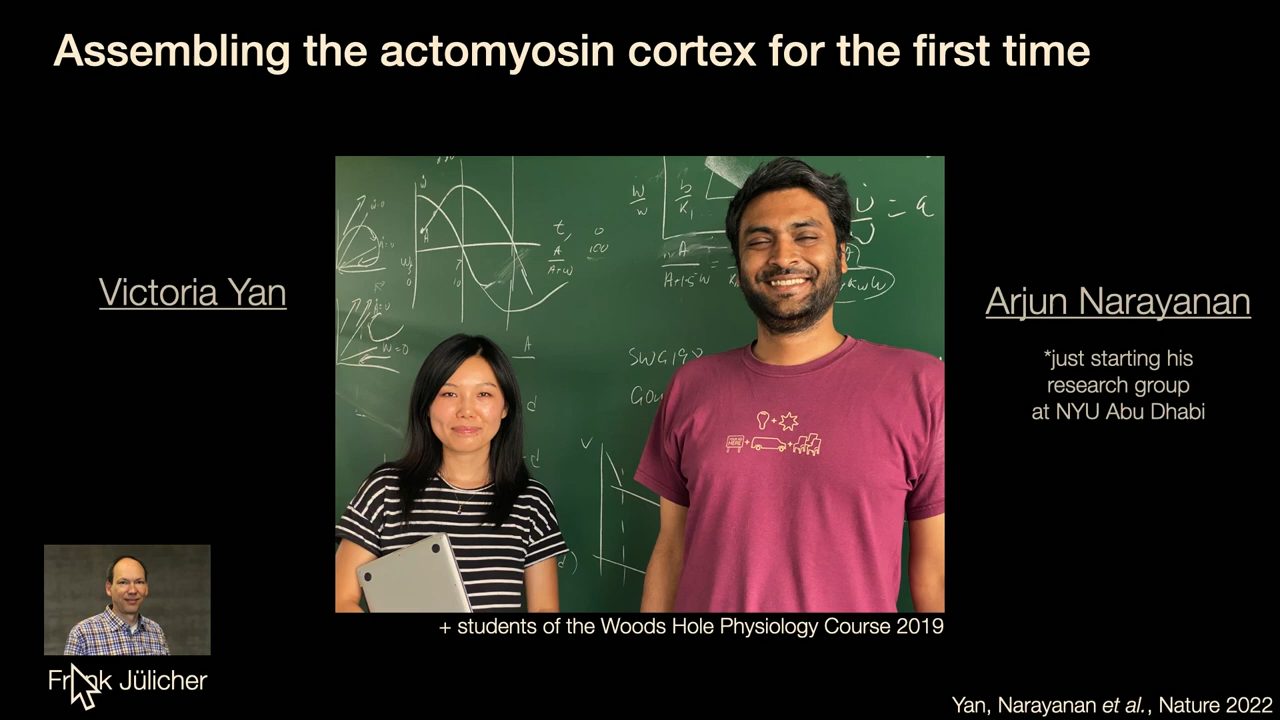 Assembling the actomyosin cortex for the first time
Victoria Yan
Arjun Narayanan
*just starting his
research group
at NYU Abu Dhabi
+ students of the Woods Hole Physiology Course 2019
Frank Jülicher
Yan, Narayanan et al., Nature 2022